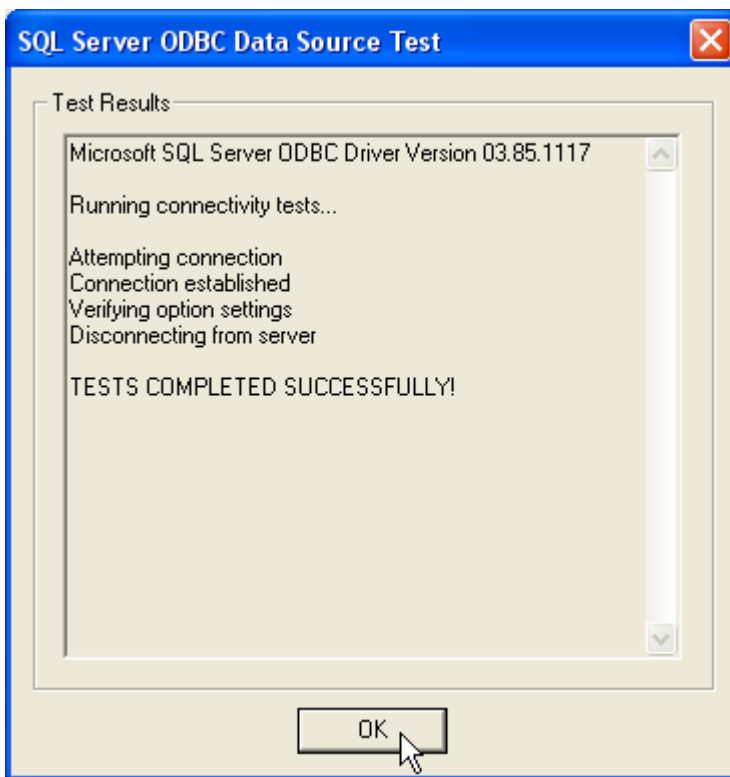 SQL Server ODBC Data Source Test
Test Results
Microsoft SQL Server ODBC Driver Version 03.85.1117
Running connectivity tests...
Attempting connection
Connection established
Verifying option settings
Disconnecting from server
TESTS COMPLETED SUCCESSFULLY!
OK